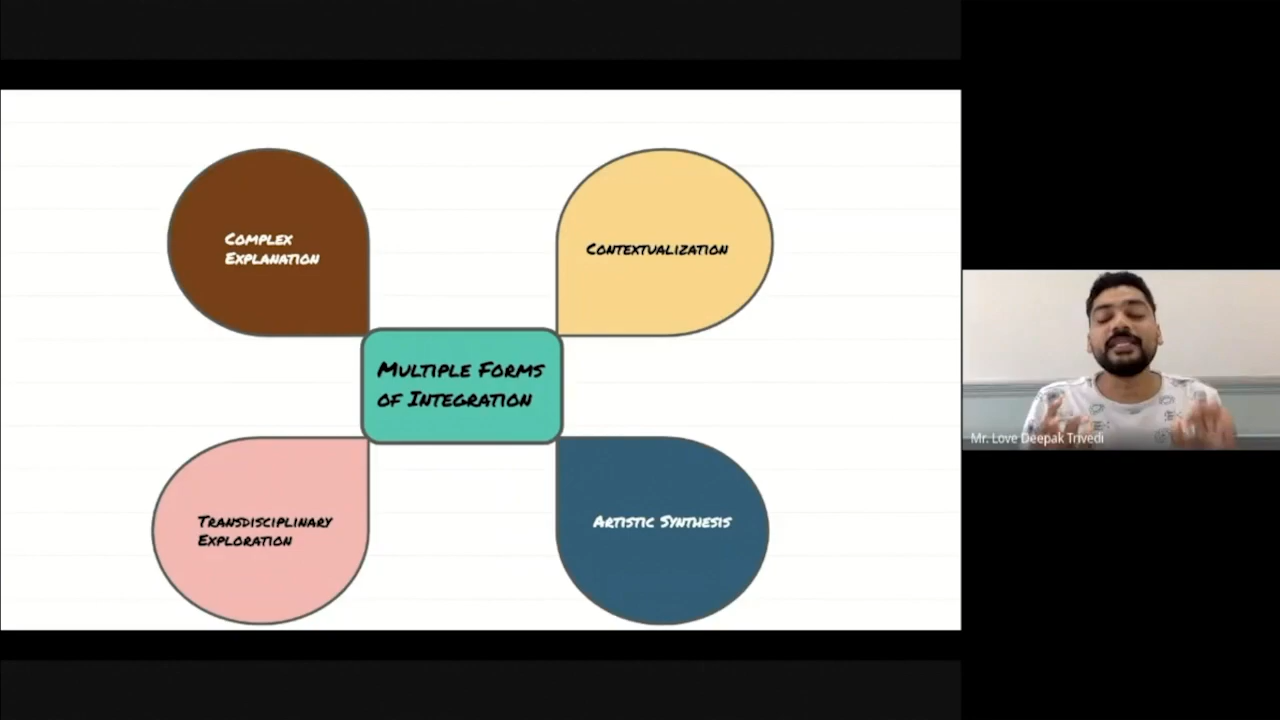 Complex
Explanation
Contextualization
Multiple Forms
of Integration
Transdisciplinary
Exploration
Artistic Synthesis
Mr. Love Deepak Trivedi